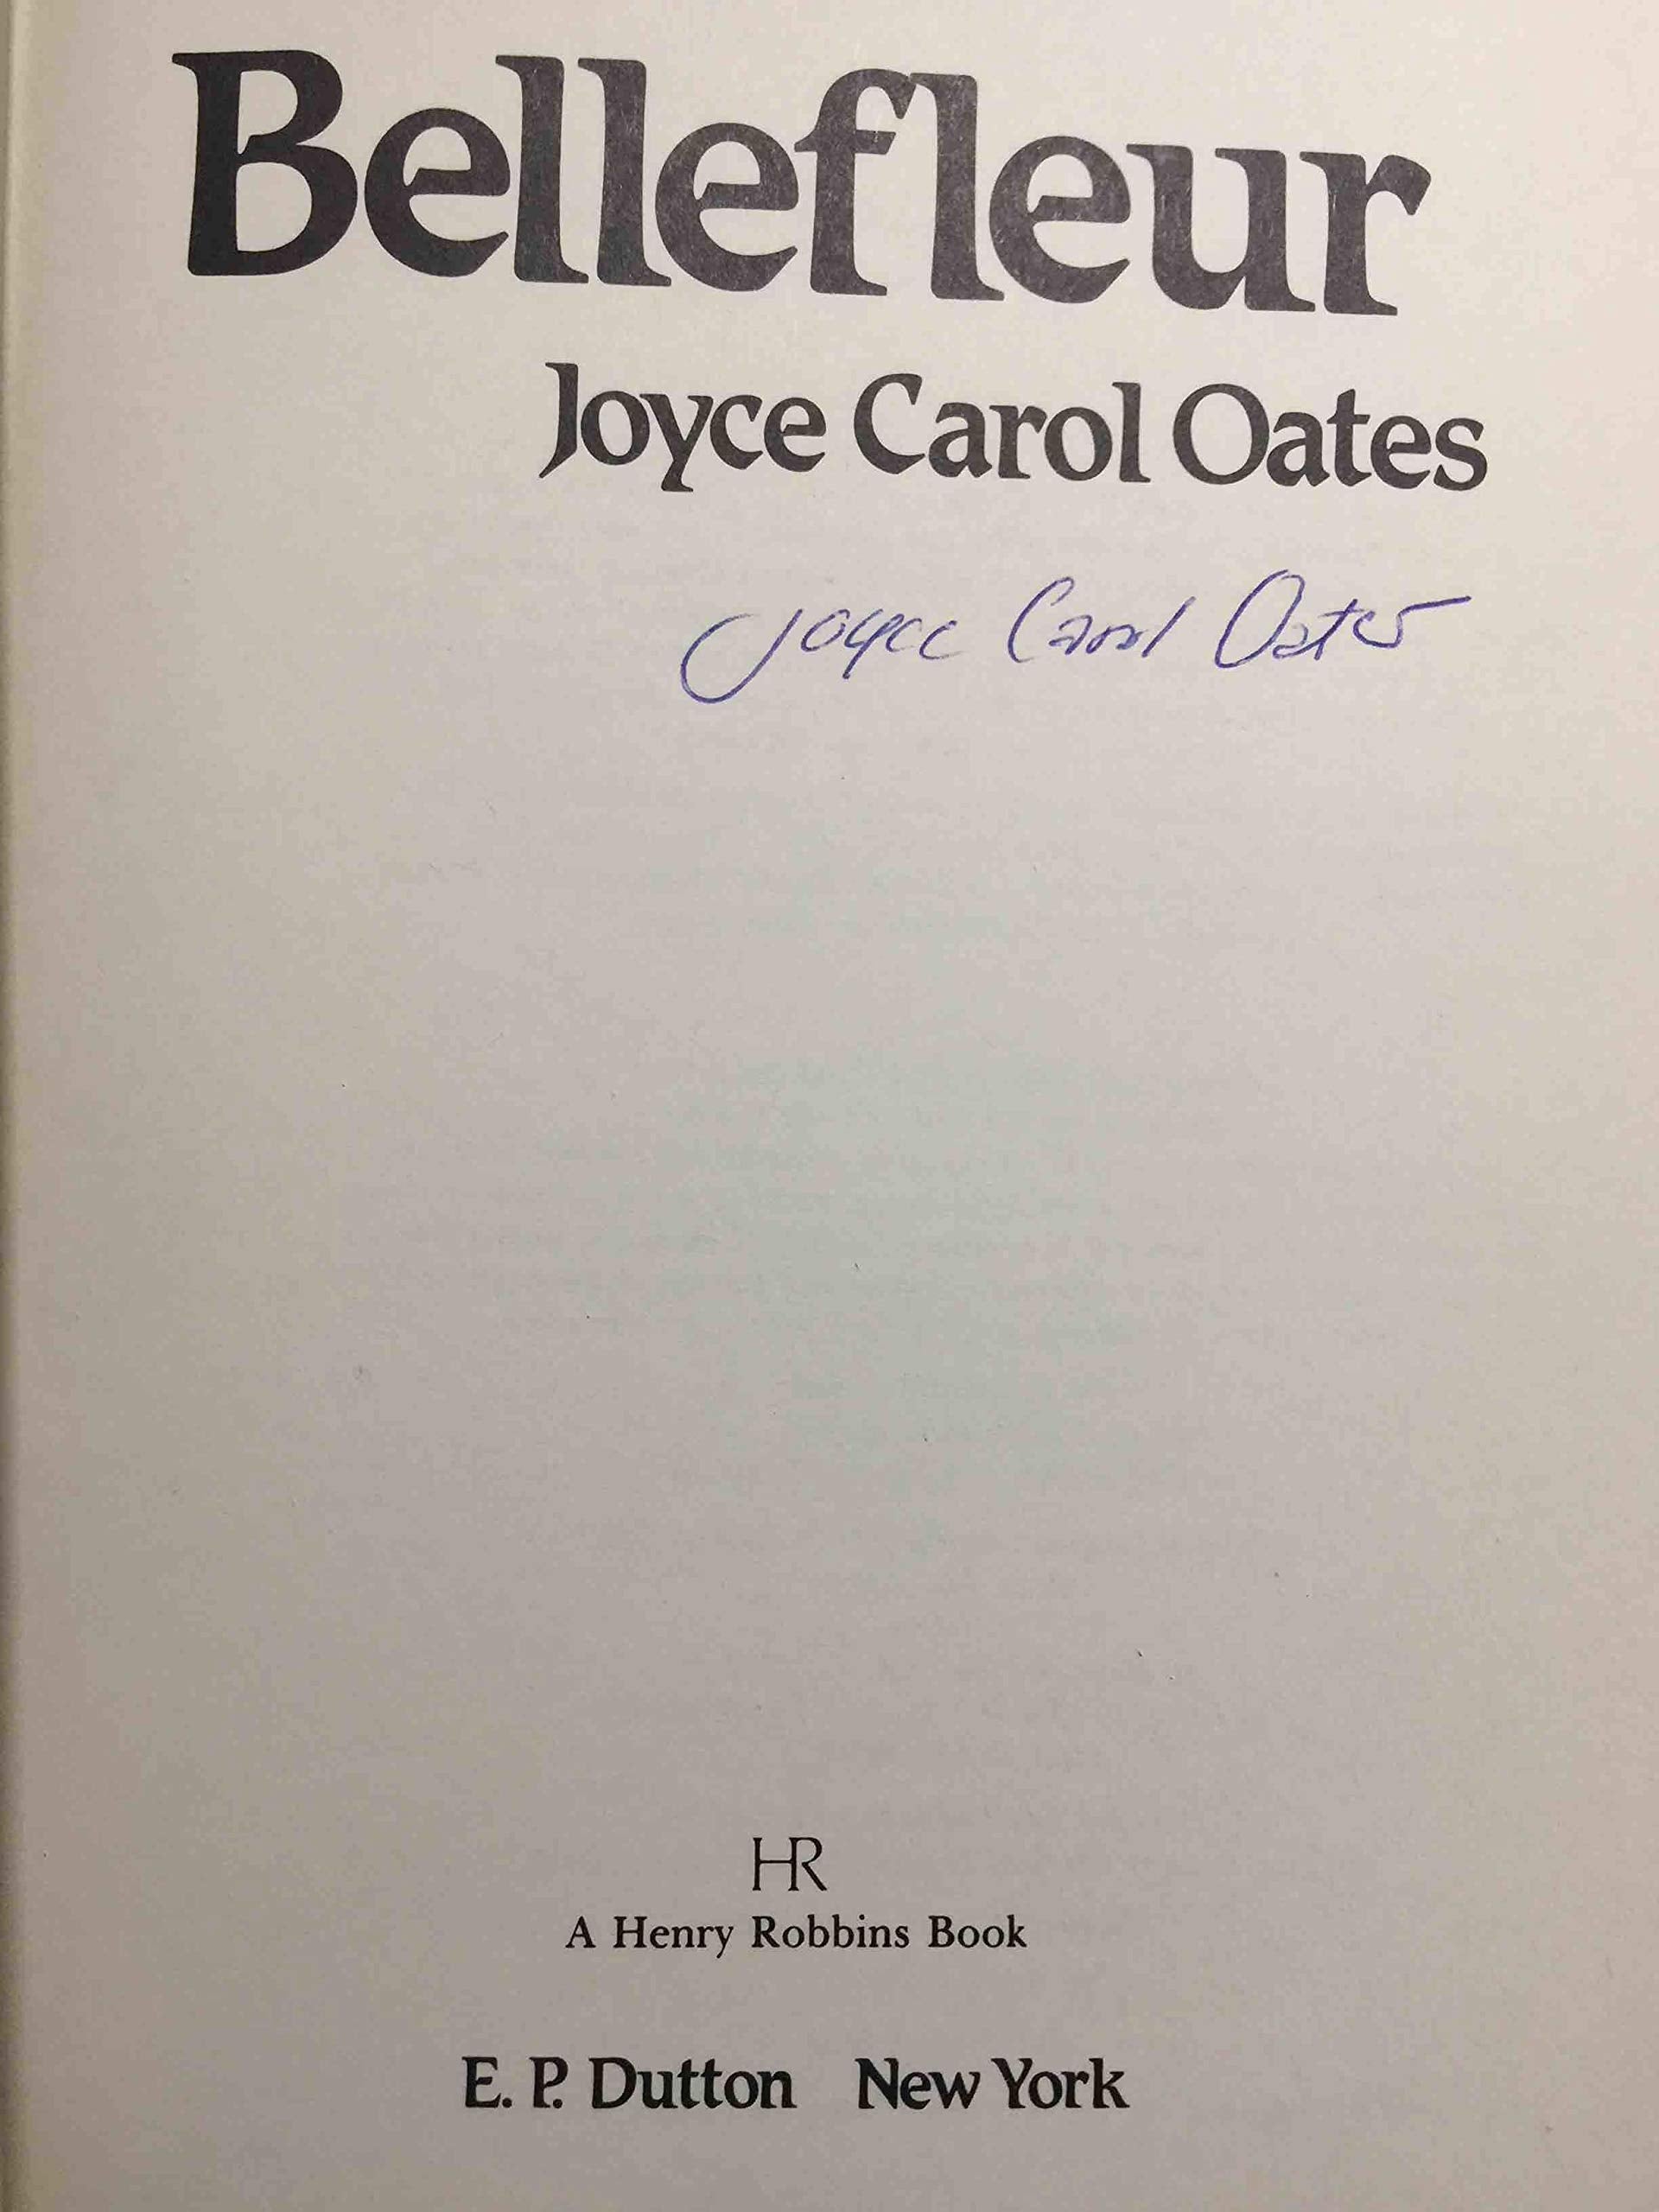 Bellefleur
Joyce Carol Oates
Joyce Carol Oates
HR
A Henry Robbins Book
E. P. Dutton New York